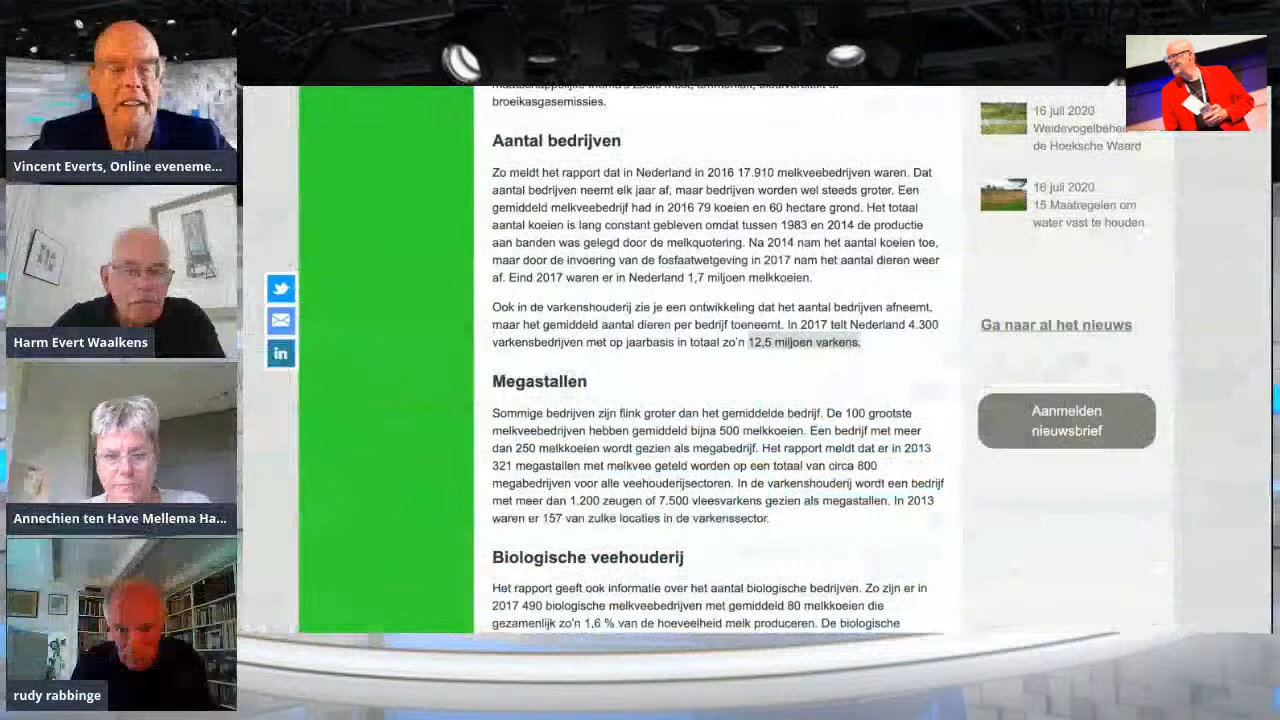 Vincent Everts, Online eveneme...
Harm Evert Waalkens
Annechien ten Have Mellema Ha...
rudy rabbinge
in
broeikasgasemissies.
Aantal bedrijven
Zo meldt het rapport dat in Nederland in 2016 17.910 melkveebedrijven waren. Dat
aantal bedrijven neemt elk jaar af, maar bedrijven worden wel steeds groter. Een
gemiddeld melkveebedrijf had in 2016 79 koeien en 60 hectare grond. Het totaal
aantal koeien is lang constant gebleven omdat tussen 1983 en 2014 de productie
aan banden was gelegd door de melkquotering. Na 2014 nam het aantal koeien toe,
maar door de invoering van de fosfaatwetgeving in 2017 nam het aantal dieren weer
af. Eind 2017 waren er in Nederland 1,7 miljoen melkkoeien.
Ook in de varkenshouderij zie je een ontwikkeling dat het aantal bedrijven afneemt,
maar het gemiddeld aantal dieren per bedrijf toeneemt. In 2017 telt Nederland 4.300
varkensbedrijven met op jaarbasis in totaal zo'n 12,5 miljoen varkens.
Megastallen
Sommige bedrijven zijn flink groter dan het gemiddelde bedrijf. De 100 grootste
melkveebedrijven hebben gemiddeld bijna 500 melkkoeien. Een bedrijf met meer
dan 250 melkkoeien wordt gezien als megabedrijf. Het rapport meldt dat er in 2013
321 megastallen met melkvee geteld worden op een totaal van circa 800
megabedrijven voor alle veehouderijsectoren. In de varkenshouderij wordt een bedrijf
met meer dan 1.200 zeugen of 7.500 vleesvarkens gezien als megastallen. In 2013
waren er 157 van zulke locaties in de varkenssector.
Biologische veehouderij
Het rapport geeft ook informatie over het aantal biologische bedrijven. Zo zijn er in
2017 490 biologische melkveebedrijven met gemiddeld 80 melkkoeien die
gezamenlijk zo'n 1,6 % van de hoeveelheid melk produceren. De biologische
16 juli 2020
de Hoeksche Waard
16 juli 2020
15 Maatregelen om
water vast te houden
Ga naar al het nieuws
Aanmelden
nieuwsbrief